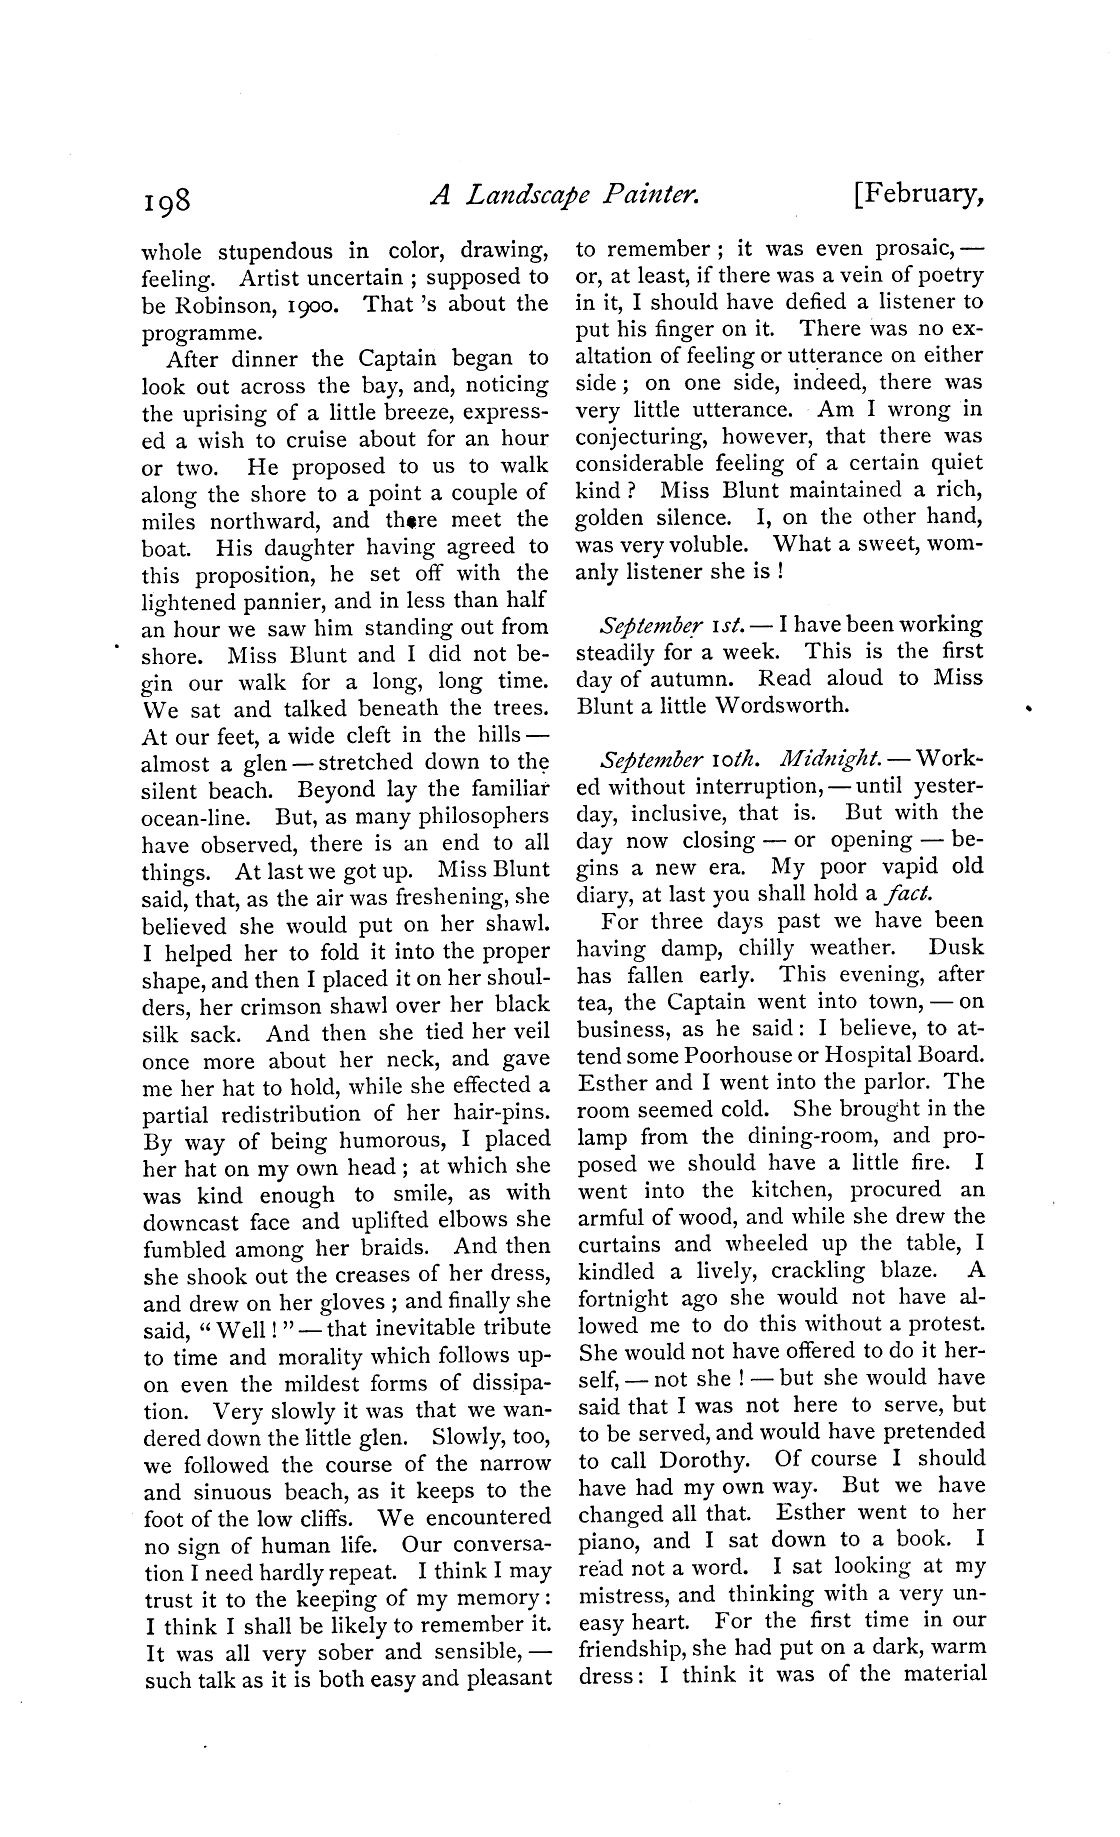 198 A Landscape Painter. [February,
whole stupendous in color, drawing,
feeling. Artist uncertain ; supposed to
be Robinson, 1900. That 's about the
programme.
After dinner the Captain began to
look out across the bay, and, noticing
the uprising of a little breeze, express-
ed a wish to cruise about for an hour
or two. He proposed to us to walk
along the shore to a point a couple of
miles northward, and there meet the
boat. His daughter having agreed to
this proposition, he set off with the
lightened pannier, and in less than half
an hour we saw him standing out from
shore. Miss Blunt and I did not be-
gin our walk for a long, long time.
We sat and talked beneath the trees.
At our feet, a wide cleft in the hills —
almost a glen — stretched down to the
silent beach. Beyond lay the familiar
ocean-line. But, as many philosophers
have observed, there is an end to all
things. At last we got up. Miss Blunt
said, that, as the air was freshening, she
believed she would put on her shawl.
I helped her to fold it into the proper
shape, and then I placed it on her shoul-
ders, her crimson shawl over her black
silk sack. And then she tied her veil
once more about her neck, and gave
me her hat to hold, while she effected a
partial redistribution of her hair-pins.
By way of being humorous, I placed
her hat on my own head ; at which she
was kind enough to smile, as with
downcast face and uplifted elbows she
fumbled among her braids. And then
she shook out the creases of her dress,
and drew on her gloves ; and finally she
said, “ Well ! ” — that inevitable tribute
to time and morality which follows up-
on even the mildest forms of dissipa-
tion. Very slowly it was that we wan-
dered down the little glen. Slowly, too,
we followed the course of the narrow
and sinuous beach, as it keeps to the
foot of the low cliffs. We encountered
no sign of human life. Our conversa-
tion I need hardly repeat. I think I may
trust it to the keeping of my memory :
I think I shall be likely to remember it.
It was all very sober and sensible, —
such talk as it is both easy and pleasant
to remember ; it was even prosaic, —
or, at least, if there was a vein of poetry
in it, I should have defied a listener to
put his finger on it. There was no ex-
altation of feeling or utterance on either
side ; on one side, indeed, there was
very little utterance. Am I wrong in
conjecturing, however, that there was
considerable feeling of a certain quiet
kind ? Miss Blunt maintained a rich,
golden silence. I, on the other hand,
was very voluble. What a sweet, wom-
anly listener she is !
September 1st. — I have been working
steadily for a week. This is the first
day of autumn. Read aloud to Miss
Blunt a little Wordsworth.
September 10th. Midnight. — Work-
ed without interruption, — until yester-
day, inclusive, that is. But with the
day now closing — or opening — be-
gins a new era. My poor vapid old
diary, at last you shall hold a fact.
For three days past we have been
having damp, chilly weather. Dusk
has fallen early. This evening, after
tea, the Captain went into town, — on
business, as he said : I believe, to at-
tend some Poorhouse or Hospital Board.
Esther and I went into the parlor. The
room seemed cold. She brought in the
lamp from the dining-room, and pro-
posed we should have a little fire. I
went into the kitchen, procured an
armful of wood, and while she drew the
curtains and wheeled up the table, I
kindled a lively, crackling blaze. A
fortnight ago she would not have al-
lowed me to do this without a protest.
She would not have offered to do it her-
self, — not she ! — but she would have
said that I was not here to serve, but
to be served, and would have pretended
to call Dorothy. Of course I should
have had my own way. But we have
changed all that. Esther went to her
piano, and I sat down to a book. I
read not a word. I sat looking at my
mistress, and thinking with a very un-
easy heart. For the first time in our
friendship, she had put on a dark, warm
dress : I think it was of the material